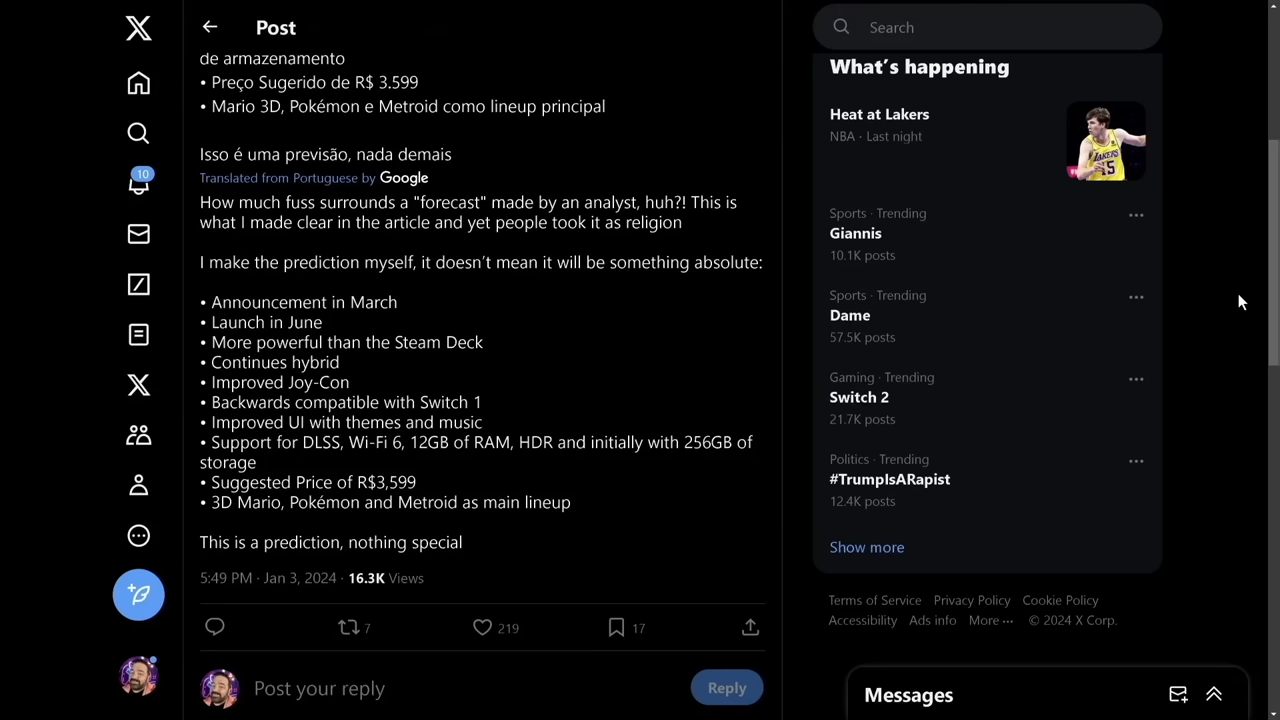 Post
de armazenamento
• Preço Sugerido de R$ 3.599
• Mario 3D, Pokémon e Metroid como lineup principal
Isso é uma previsão, nada demais
Translated from Portuguese by Google
How much fuss surrounds a "forecast" made by an analyst, huh?! This is
what I made clear in the article and yet people took it as religion
I make the prediction myself, it doesn't mean it will be something absolute:
• Announcement in March
• Launch in June
• More powerful than the Steam Deck
• Continues hybrid
• Improved Joy-Con
• Backwards compatible with Switch 1
• Improved UI with themes and music
• Support for DLSS, Wi-Fi 6, 12GB of RAM, HDR and initially with 256GB of
storage
• Suggested Price of R$3,599
• 3D Mario, Pokémon and Metroid as main lineup
This is a prediction, nothing special
5:49 PM · Jan 3, 2024 · 16.3K Views
7
219
17
Post your reply
Reply
10
Search
What's happening
Heat at Lakers
NBA · Last night
LAKERS
15
Sports · Trending
Giannis
10.1K posts
Sports · Trending
Dame
57.5K posts
Gaming · Trending
Switch 2
21.7K posts
Politics · Trending
#TrumpIsARapist
12.4K posts
Show more
Terms of Service Privacy Policy Cookie Policy
Accessibility Ads info More ··· © 2024 X Corp.
Messages